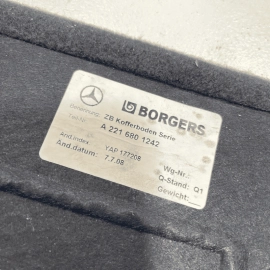 BORGERS
Benennung: ZB Kofferboden Serie
A 221 680 1242
Änd.index: YAP 177208
Änd.datum: 7.7.08
Wg-Nr.:
Q-Stand: Q1
Gewicht: